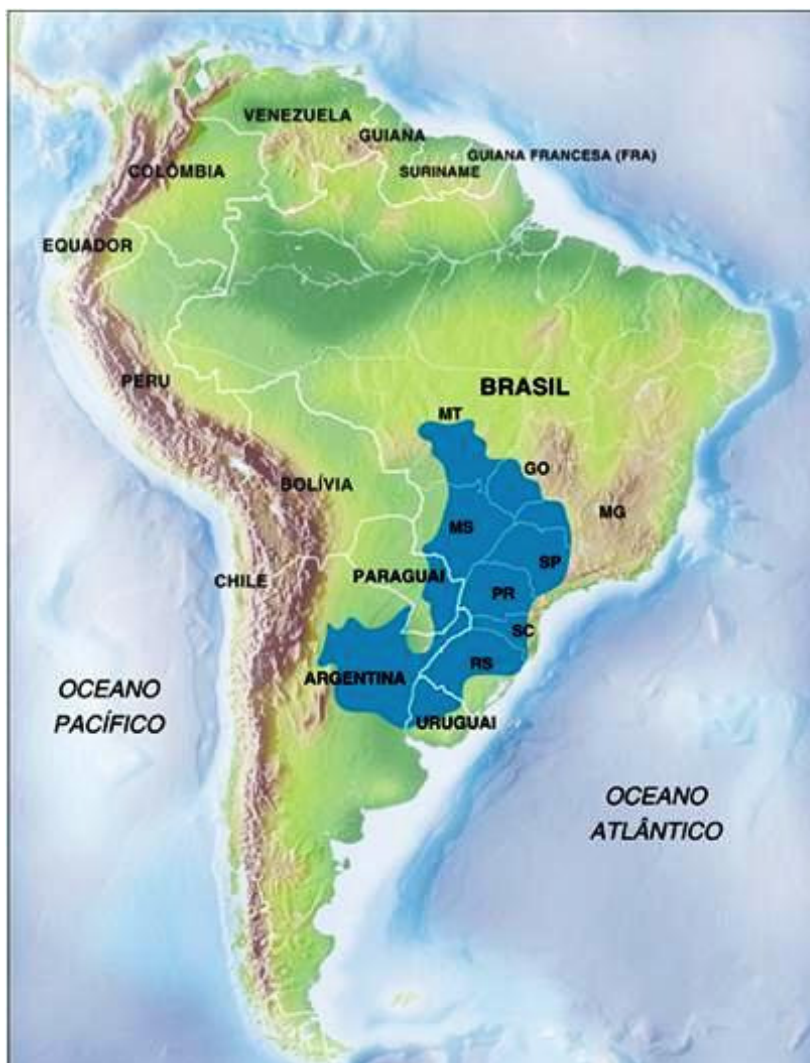 VENEZUELA
GUIANA
GUIANA FRANCESA (FRA)
SURINAME
COLÔMBIA
EQUADOR
PERU
BRASIL
MT
GO
BOLÍVIA
MS
MG
SP
CHILE
PARAGUAI
PR
SC
RS
ARGENTINA
URUGUAI
OCEANO
PACÍFICO
OCEANO
ATLÂNTICO